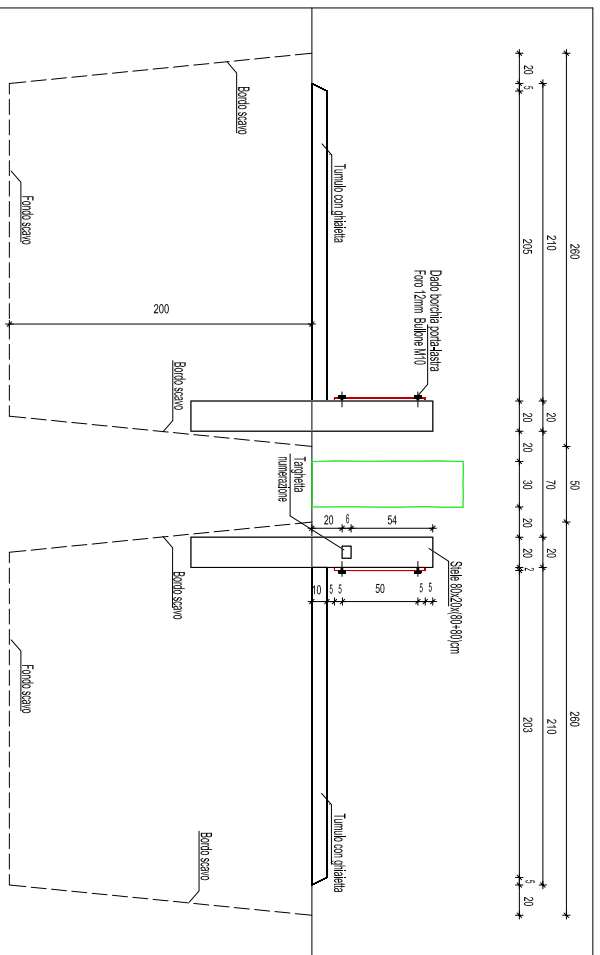 260 50 260
210 20 70 20 210
20 5 205 20 20 30 20 20 2 203 5 20
Stele 80x20x(80+80)cm
Dado borchia porta-lastra
Foro 12mm Bullone M10
54
6
20
5
5
50
5
5
10
Tumulo con ghiaietta
Tumulo con ghiaietta
Targhetta
numerazione
Bordo scavo
Bordo scavo
Bordo scavo
Bordo scavo
200
Fondo scavo
Fondo scavo